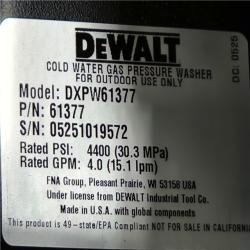 DEWALT
COLD WATER GAS PRESSURE WASHER
FOR OUTDOOR USE ONLY
Model: DXPW61377
P/N: 61377
S/N: 05251019572
Rated PSI: 4400 (30.3 MPa)
Rated GPM: 4.0 (15.1 lpm)
FNA Group, Pleasant Prairie, WI 53158 USA
Under license from DEWALT Industrial Tool Co.
Made in U.S.A. with global components
This product is 49-state/EPA Compliant NOT FOR SALE IN CALIFORNIA
DC: 0525